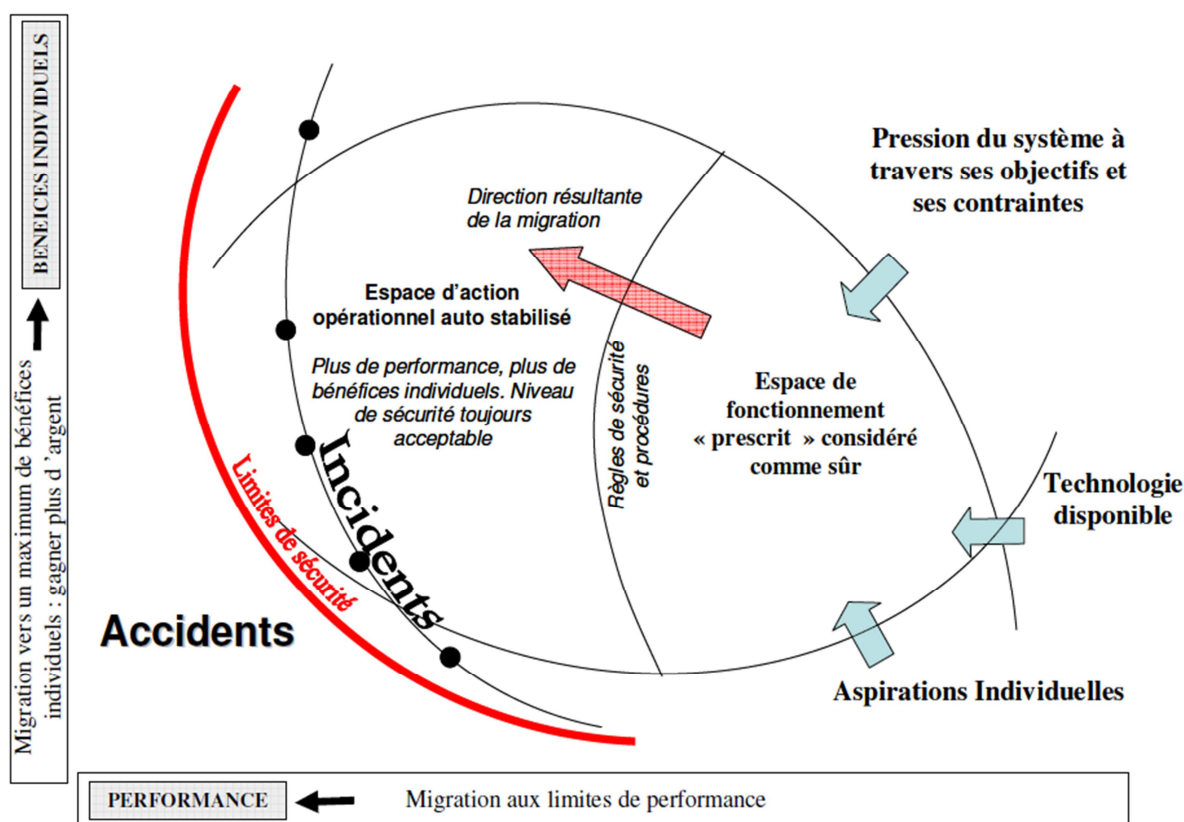 BENEICES INDIVIDUELS
Migration vers un maximum de bénéfices
individuels : gagner plus d 'argent
Pression du système à
travers ses objectifs et
ses contraintes
Direction résultante
de la migration
Espace d'action
opérationnel auto stabilisé
Plus de performance, plus de
bénéfices individuels. Niveau
de sécurité toujours
acceptable
Règles de sécurité
et procédures
Espace de
fonctionnement
« prescrit » considéré
comme sûr
Technologie
disponible
Incidents
Limites de sécurité
Accidents
Aspirations Individuelles
PERFORMANCE
Migration aux limites de performance